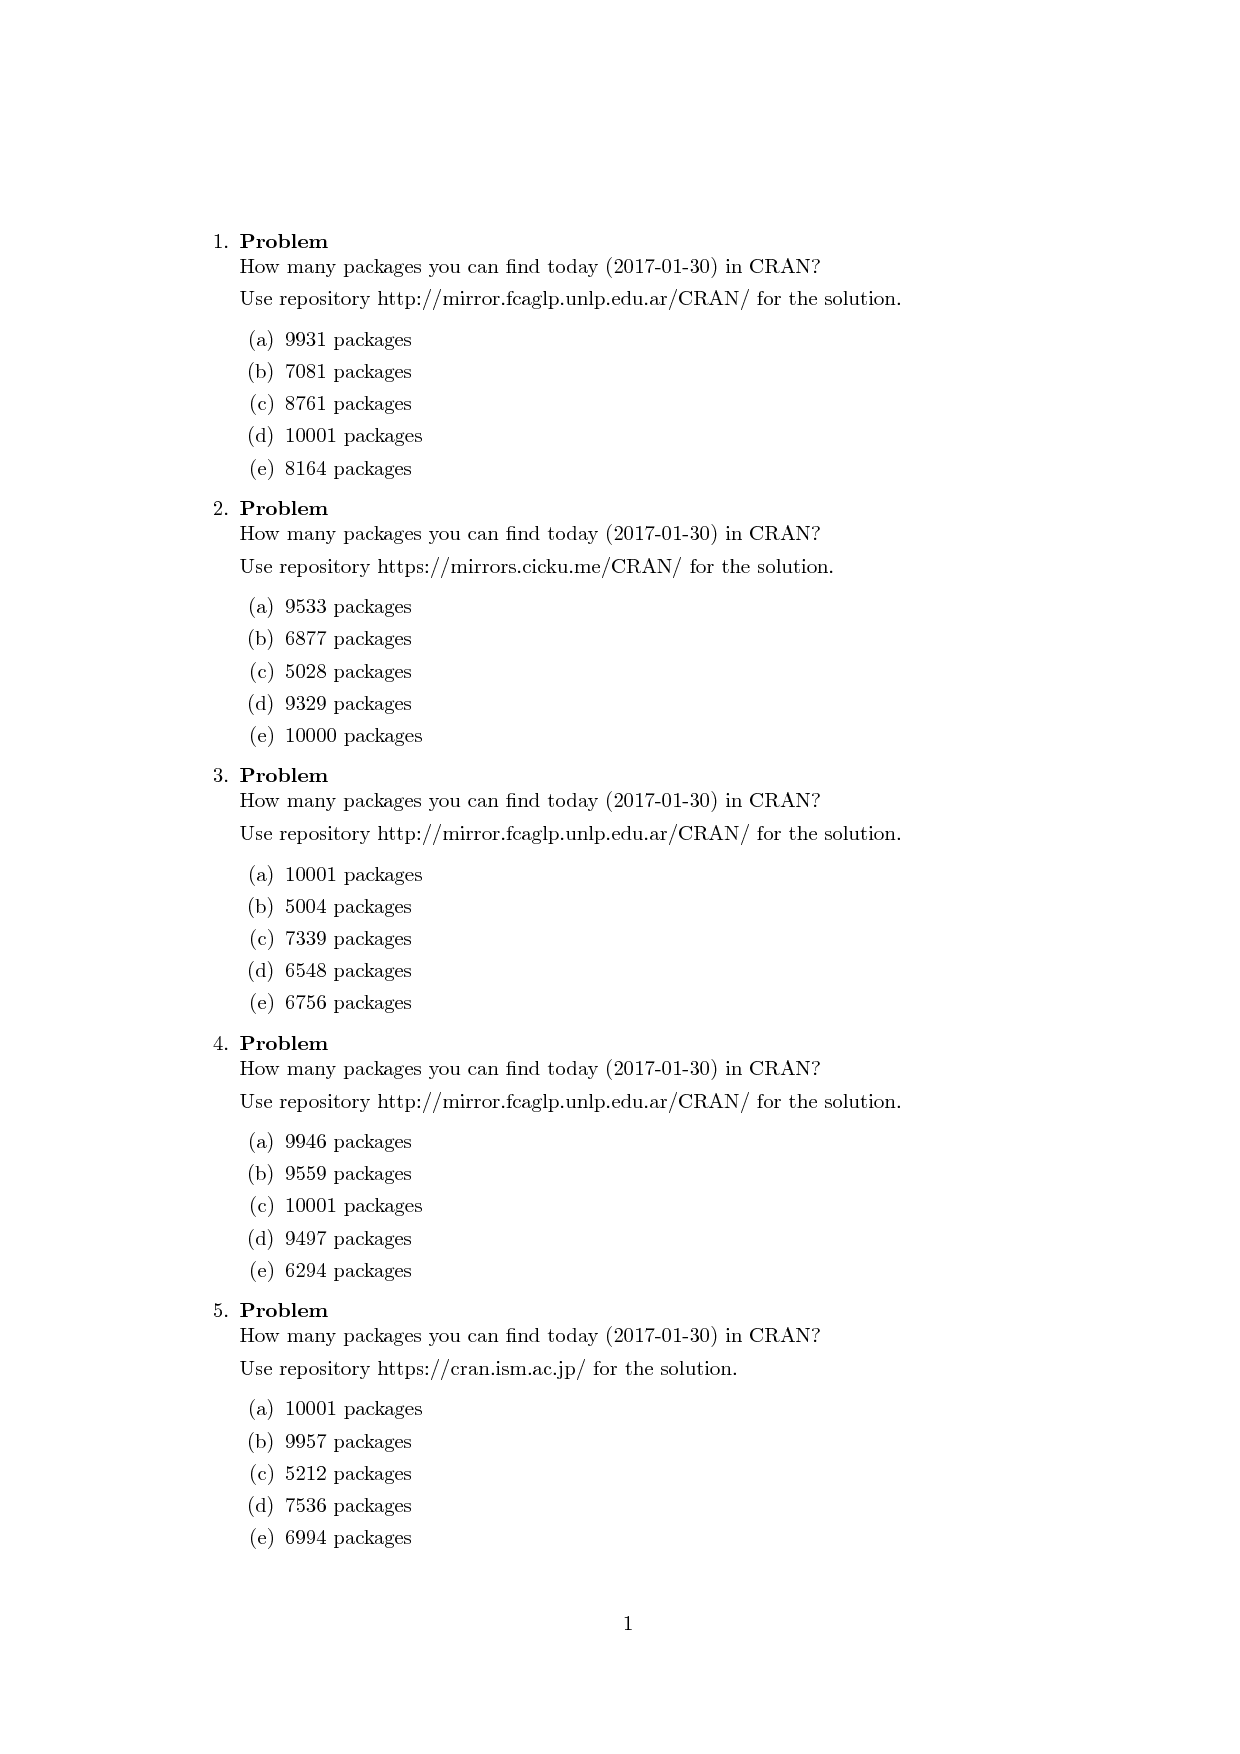 1. Problem
How many packages you can find today (2017-01-30) in CRAN?
Use repository http://mirror.fcaglp.unlp.edu.ar/CRAN/ for the solution.
(a) 9931 packages
(b) 7081 packages
(c) 8761 packages
(d) 10001 packages
(e) 8164 packages
2. Problem
How many packages you can find today (2017-01-30) in CRAN?
Use repository https://mirrors.cicku.me/CRAN/ for the solution.
(a) 9533 packages
(b) 6877 packages
(c) 5028 packages
(d) 9329 packages
(e) 10000 packages
3. Problem
How many packages you can find today (2017-01-30) in CRAN?
Use repository http://mirror.fcaglp.unlp.edu.ar/CRAN/ for the solution.
(a) 10001 packages
(b) 5004 packages
(c) 7339 packages
(d) 6548 packages
(e) 6756 packages
4. Problem
How many packages you can find today (2017-01-30) in CRAN?
Use repository http://mirror.fcaglp.unlp.edu.ar/CRAN/ for the solution.
(a) 9946 packages
(b) 9559 packages
(c) 10001 packages
(d) 9497 packages
(e) 6294 packages
5. Problem
How many packages you can find today (2017-01-30) in CRAN?
Use repository https://cran.ism.ac.jp/ for the solution.
(a) 10001 packages
(b) 9957 packages
(c) 5212 packages
(d) 7536 packages
(e) 6994 packages
1